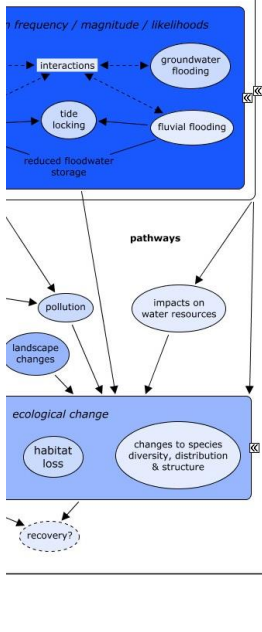 n frequency / magnitude / likelihoods
interactions
groundwater
flooding
tide
locking
fluvial flooding
reduced floodwater
storage
pathways
pollution
impacts on
water resources
landscape
changes
ecological change
habitat
loss
changes to species
diversity, distribution
& structure
recovery?